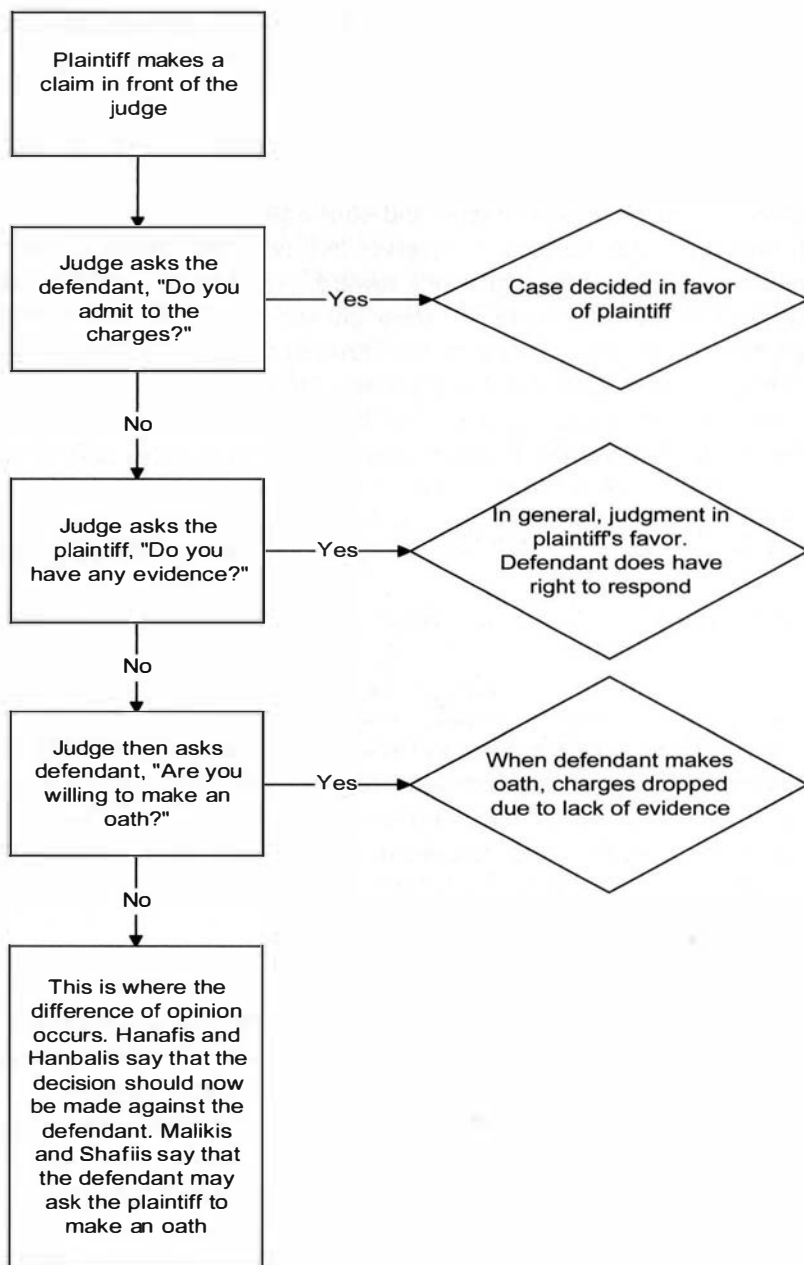 Plaintiff makes a
claim in front of the
judge
Judge asks the
defendant, "Do you
admit to the
charges?"
Yes
Case decided in favor
of plaintiff
No
Judge asks the
plaintiff, "Do you
have any evidence?"
Yes
In general, judgment in
plaintiff's favor.
Defendant does have
right to respond
No
Judge then asks
defendant, "Are you
willing to make an
oath?"
Yes
When defendant makes
oath, charges dropped
due to lack of evidence
No
This is where the
difference of opinion
occurs. Hanafis and
Hanbalis say that the
decision should now
be made against the
defendant. Malikis
and Shafiis say that
the defendant may
ask the plaintiff to
make an oath